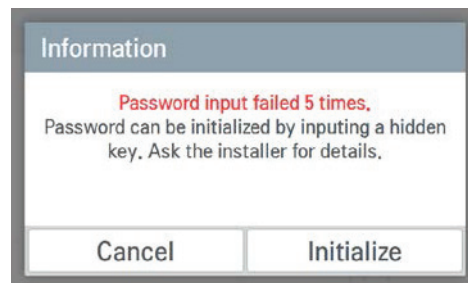 Information
Password input failed 5 times.
Password can be initialized by inputing a hidden
key. Ask the installer for details.
Cancel
Initialize